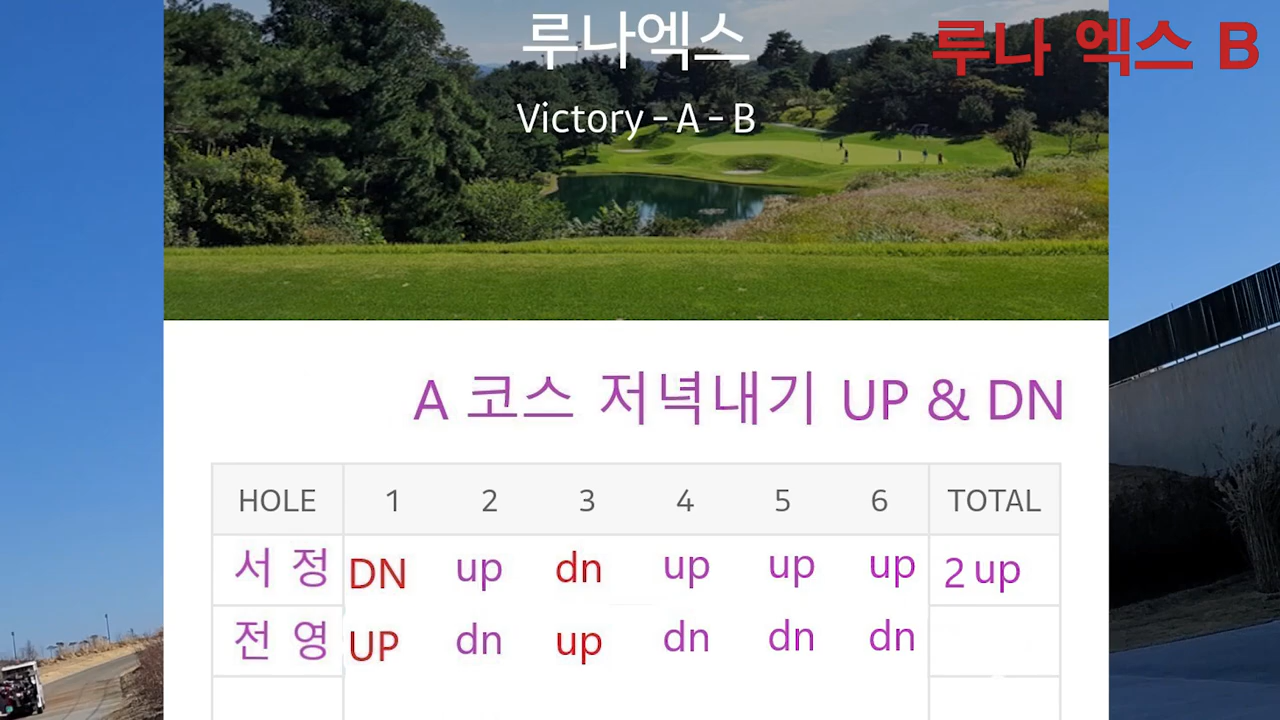 루나엑스
루나 엑스 B
Victory - A - B
A 코스 저녁내기 UP & DN
HOLE 1 2 3 4 5 6 TOTAL
서 정 DN up dn up up up 2 up
전 영 UP dn up dn dn dn